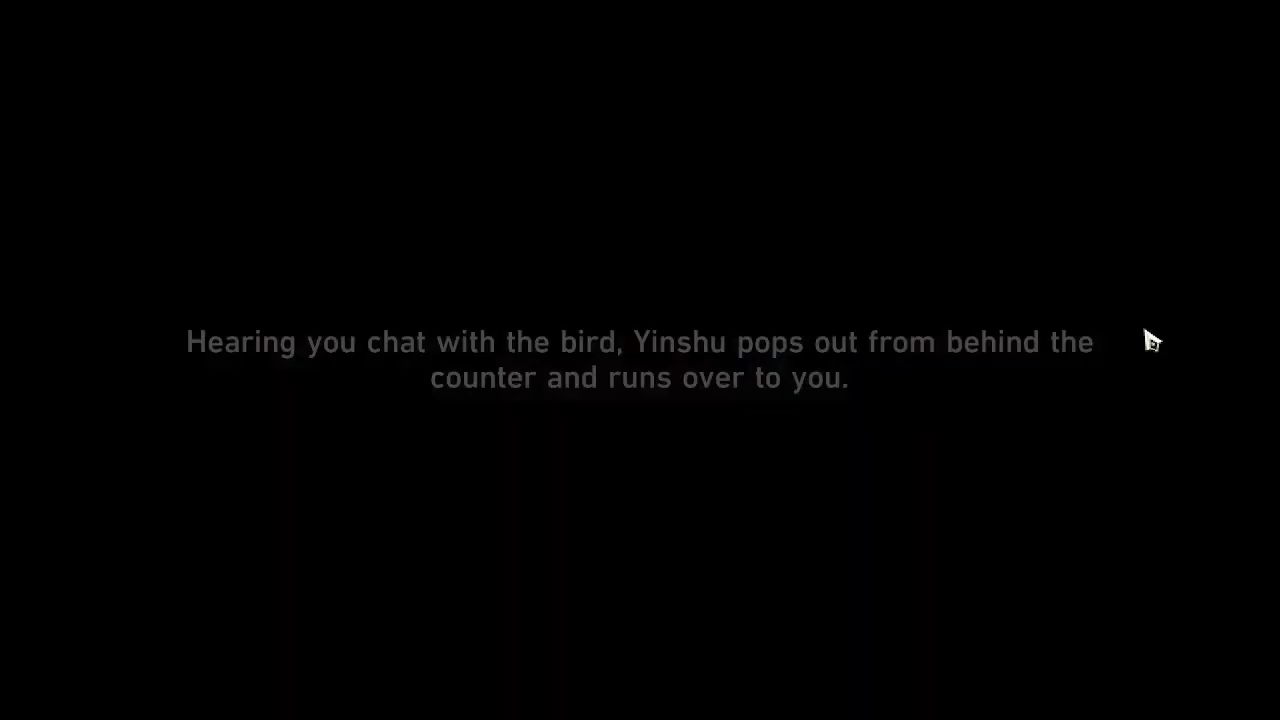 Hearing you chat with the bird, Yinshu pops out from behind the
counter and runs over to you.